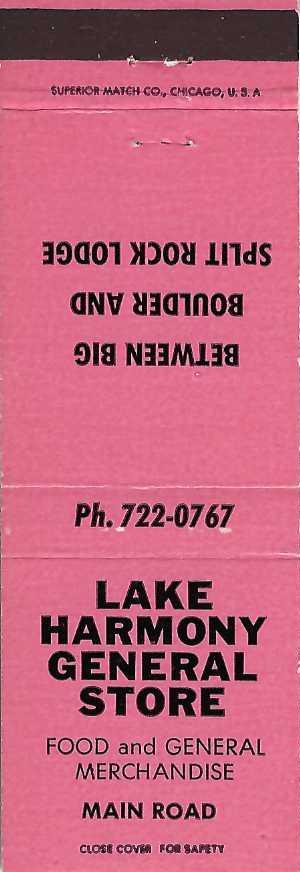 SUPERIOR MATCH CO., CHICAGO, U. S. A
BETWEEN BIG
BOULDER AND
SPLIT ROCK LODGE
Ph. 722-0767
LAKE
HARMONY
GENERAL
STORE
FOOD and GENERAL
MERCHANDISE
MAIN ROAD
CLOSE COVER FOR SAFETY